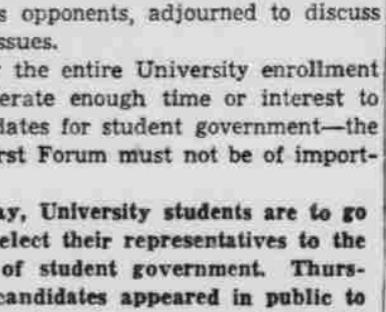 s opponents, adjourned to discuss
ssues.
the entire University enrollment
erate enough time or interest to
dates for student government—the
rst Forum must not be of import-
ay, University students are to go
elect their representatives to the
of student government. Thurs-
candidates appeared in public to